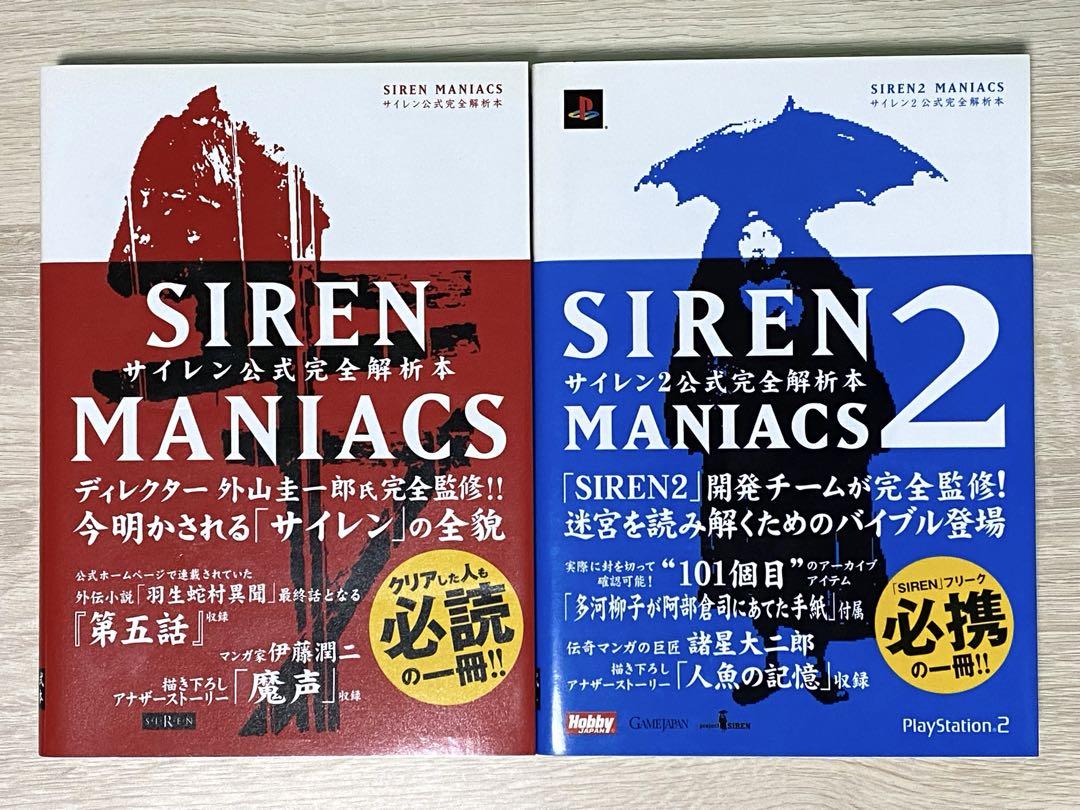 SIREN MANIACS
サイレン公式完全解析本
SIREN
サイレン公式完全解析本
MANIACS
ディレクター 外山圭一郎氏完全監修!!
今明かされる「サイレン」の全貌
公式ホームページで連載されていた
外伝小説「羽生蛇村異聞」最終話となる
『第五話』収録
マンガ家 伊藤潤二
描き下ろし
アナザーストーリー「魔声」収録
クリアした人も
必読
の一冊!!
SIREN
SIREN2 MANIACS
サイレン2公式完全解析本
SIREN2
サイレン2公式完全解析本
MANIACS
「SIREN2」開発チームが完全監修!
迷宮を読み解くためのバイブル登場
実際に封を切って
確認可能! “101個目”のアーカイブ
アイテム
「多河柳子が阿部倉司にあてた手紙」付属
伝奇マンガの巨匠 諸星大二郎
描き下ろし
アナザーストーリー「人魚の記憶」収録
「SIREN」フリーク
必携
の一冊!!
Hobby
JAPAN
GAMEJAPAN
project SIREN
PlayStation 2